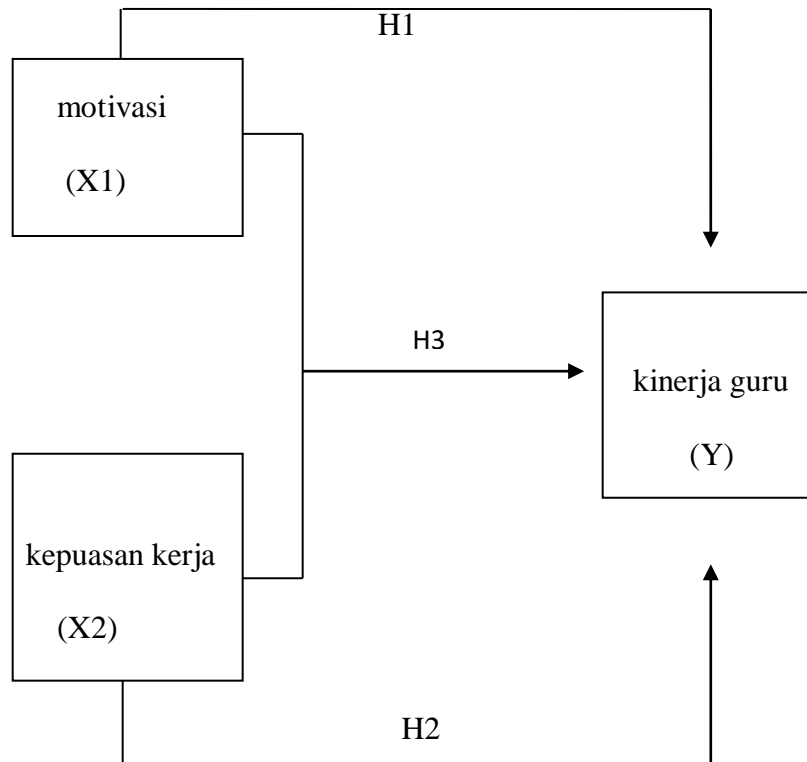 H1
motivasi
(X1)
H3
kinerja guru
(Y)
kepuasan kerja
(X2)
H2